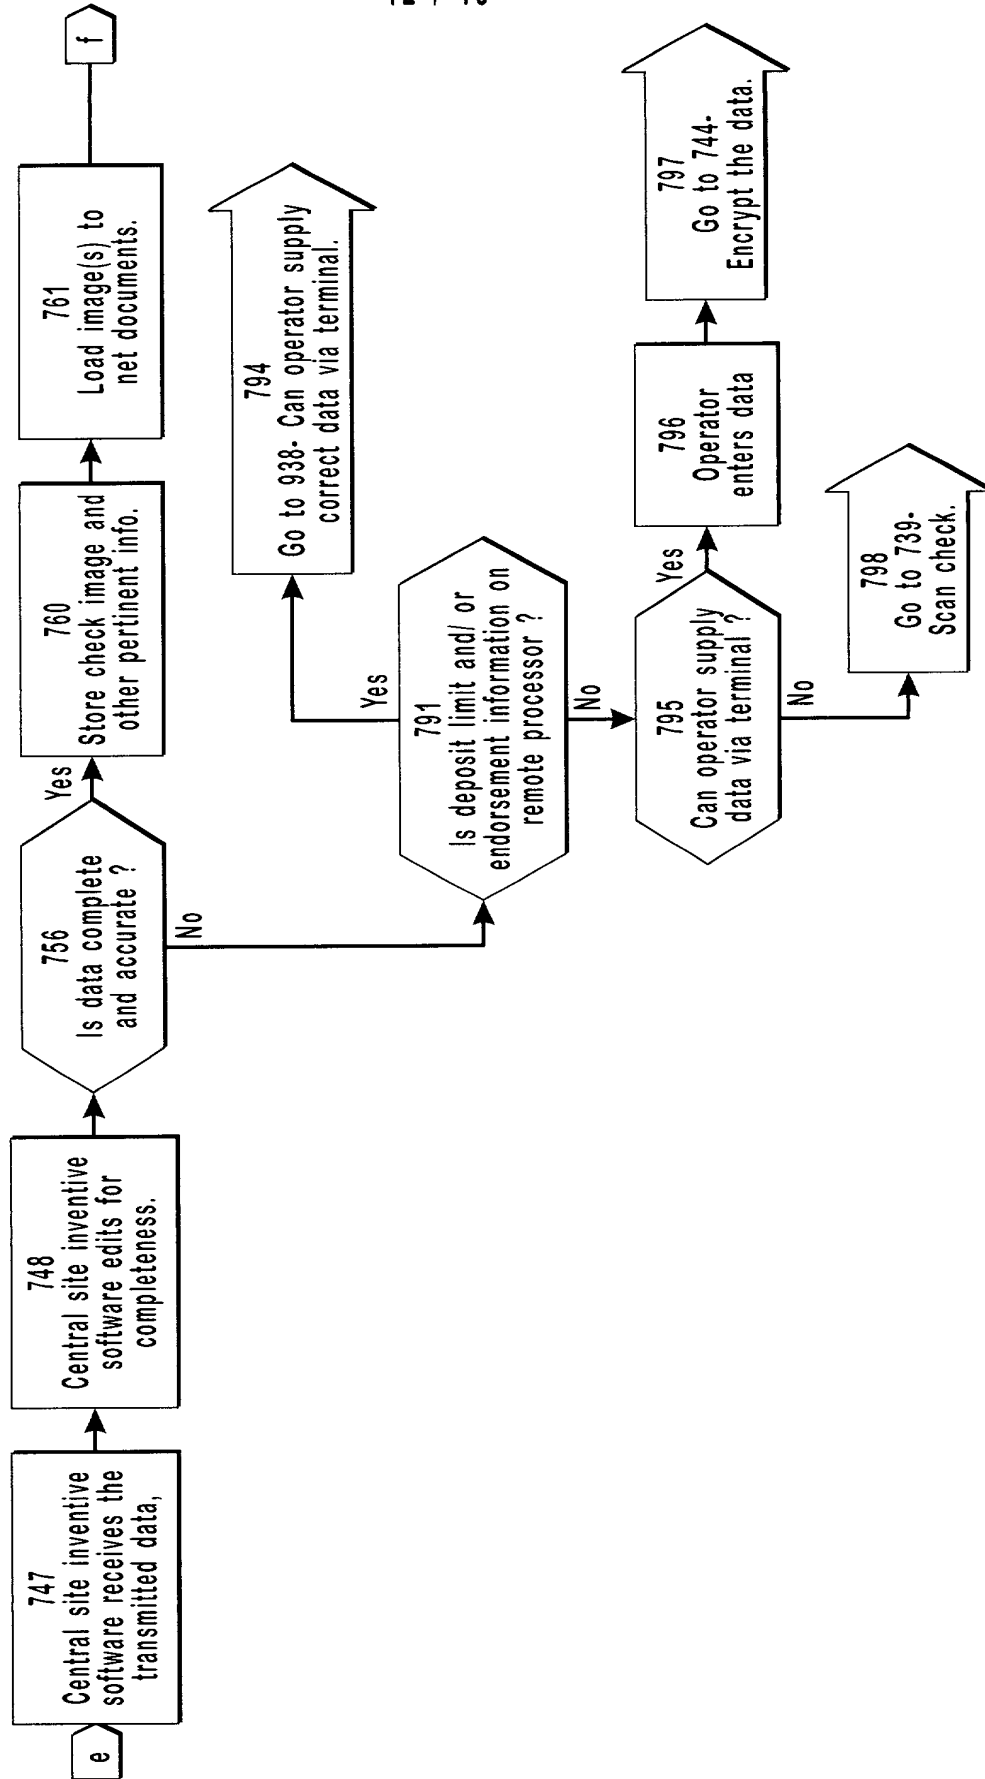 e
747
Central site inventive
software receives the
transmitted data,
748
Central site inventive
software edits for
completeness.
756
Is data complete
and accurate ?
Yes
No
760
Store check image and
other pertinent info.
761
Load image(s) to
net documents.
f
791
Is deposit limit and/ or
endorsement information on
remote processor ?
Yes
No
794
Go to 938- Can operator supply
correct data via terminal.
795
Can operator supply
data via terminal ?
Yes
No
796
Operator
enters data
797
Go to 744-
Encrypt the data.
798
Go to 739-
Scan check.